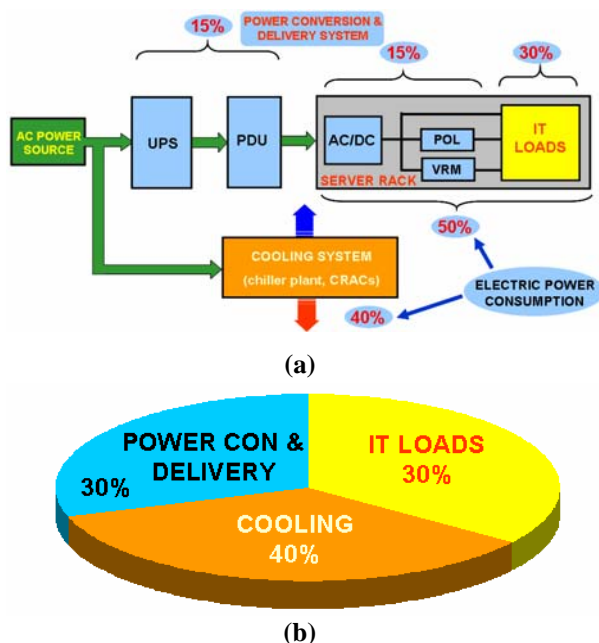 15%
POWER CONVERSION &
DELIVERY SYSTEM
15%
30%
AC POWER
SOURCE
UPS
PDU
AC/DC
POL
VRM
IT
LOADS
SERVER RACK
50%
COOLING SYSTEM
(chiller plant, CRACs)
ELECTRIC POWER
CONSUMPTION
40%
(a)
POWER CON &
DELIVERY
30%
IT LOADS
30%
COOLING
40%
(b)